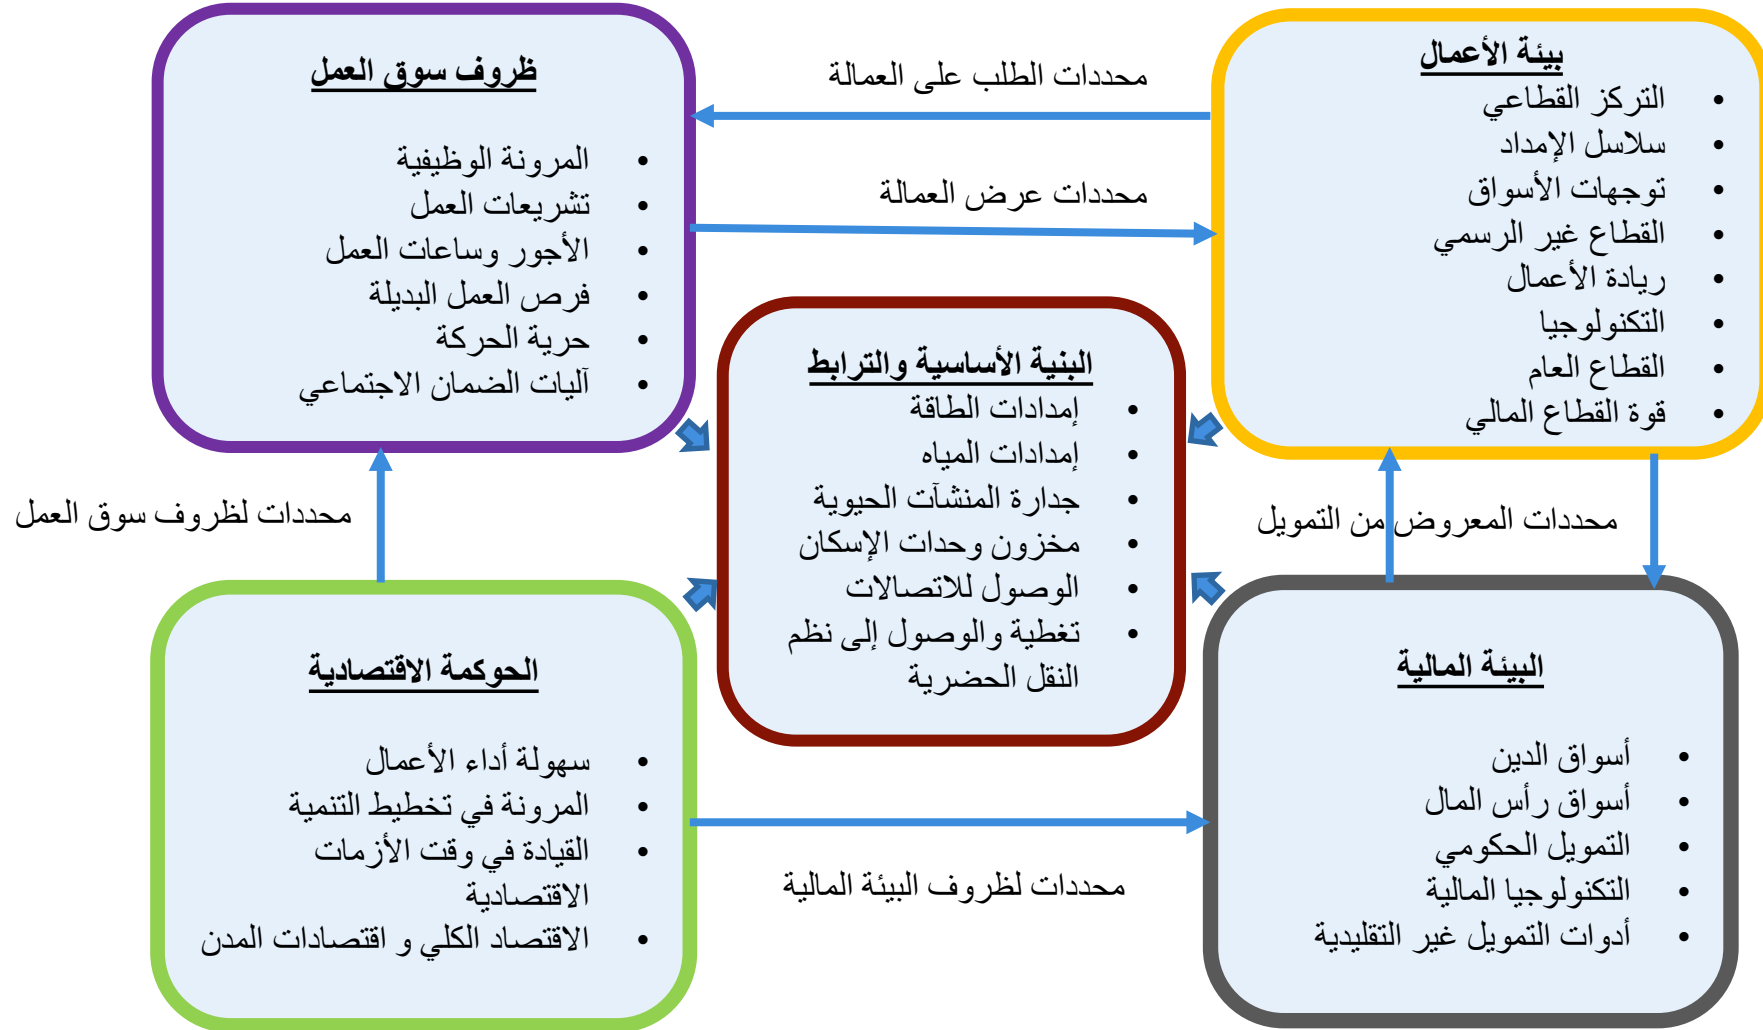 بيئة الأعمال
• التركز القطاعي
• سلاسل الإمداد
• توجهات الأسواق
• القطاع غير الرسمي
• ريادة الأعمال
• التكنولوجيا
• القطاع العام
• قوة القطاع المالي
محددات الطلب على العمالة
محددات عرض العمالة
ظروف سوق العمل
• المرونة الوظيفية
• تشريعات العمل
• الأجور وساعات العمل
• فرص العمل البديلة
• حرية الحركة
• آليات الضمان الاجتماعي
البنية الأساسية والترابط
• إمدادات الطاقة
• إمدادات المياه
• جدارة المنشآت الحيوية
• مخزون وحدات الإسكان
• الوصول للاتصالات
• تغطية والوصول إلى نظم
النقل الحضرية
محددات المعروض من التمويل
محددات لظروف سوق العمل
البيئة المالية
• أسواق الدين
• أسواق رأس المال
• التمويل الحكومي
• التكنولوجيا المالية
• أدوات التمويل غير التقليدية
محددات لظروف البيئة المالية
الحوكمة الاقتصادية
• سهولة أداء الأعمال
• المرونة في تخطيط التنمية
• القيادة في وقت الأزمات
الاقتصادية
• الاقتصاد الكلي و اقتصادات المدن